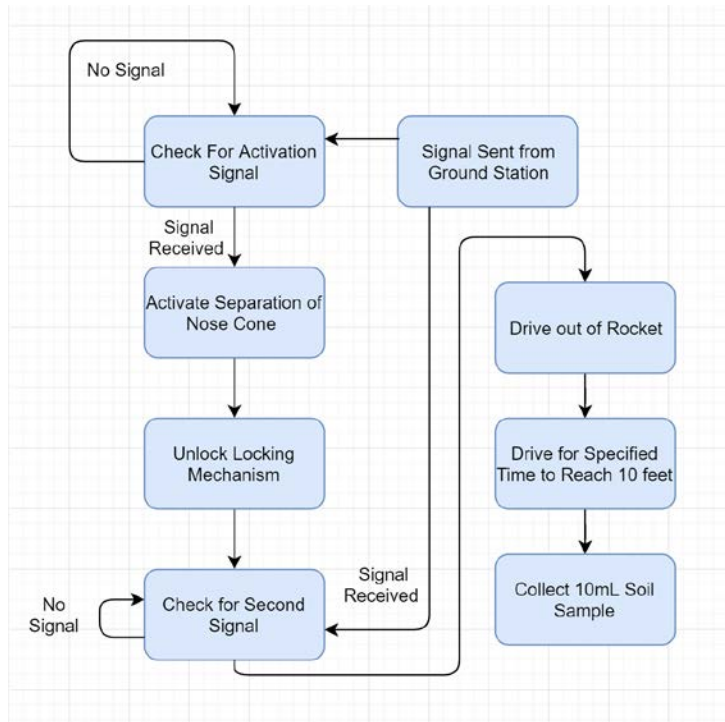 No Signal
Check For Activation
Signal
Signal Sent from
Ground Station
Signal
Received
Activate Separation of
Nose Cone
Drive out of Rocket
Unlock Locking
Mechanism
Drive for Specified
Time to Reach 10 feet
Signal
Received
No
Signal
Check for Second
Signal
Collect 10mL Soil
Sample